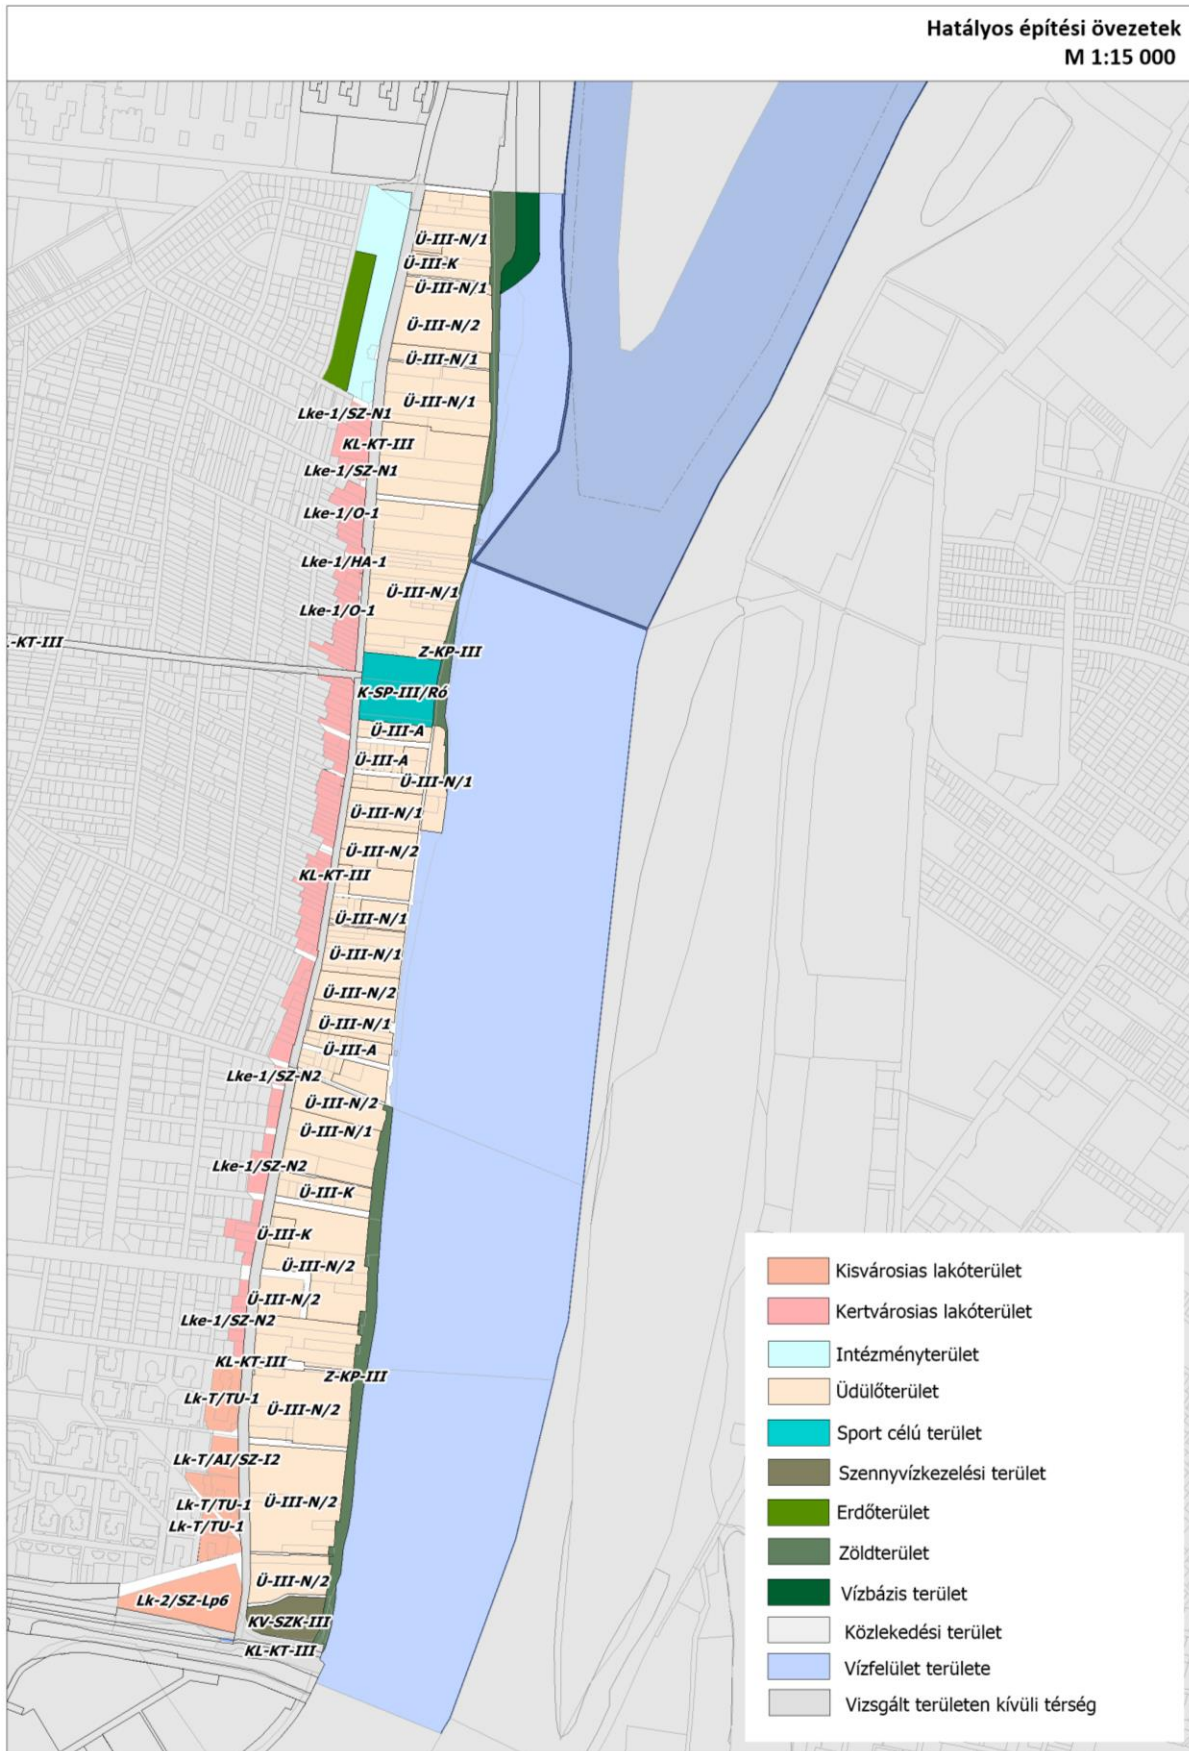 Hatályos építési övezetek
M 1:15 000
Ü-III-N/1
Ü-III-K
Ü-III-N/1
Ü-III-N/2
Ü-III-N/1
Ü-III-N/1
Lke-1/SZ-N1
KL-KT-III
Lke-1/SZ-N1
Lke-1/O-1
Lke-1/HA-1
Ü-III-N/1
Lke-1/O-1
-KT-III
Z-KP-III
K-SP-III/Ró
Ü-III-A
Ü-III-A
Ü-III-N/1
Ü-III-N/1
Ü-III-N/2
KL-KT-III
Ü-III-N/1
Ü-III-N/1
Ü-III-N/2
Ü-III-N/1
Ü-III-A
Lke-1/SZ-N2
Ü-III-N/2
Ü-III-N/1
Lke-1/SZ-N2
Ü-III-K
Ü-III-K
Ü-III-N/2
Ü-III-N/2
Lke-1/SZ-N2
KL-KT-III
Z-KP-III
Lk-T/TU-1
Ü-III-N/2
Lk-T/AI/SZ-I2
Lk-T/TU-1
Ü-III-N/2
Lk-T/TU-1
Ü-III-N/2
Lk-2/SZ-Lp6
KV-SZK-III
KL-KT-III
Kisvárosias lakóterület
Kertvárosias lakóterület
Intézményterület
Üdülőterület
Sport célú terület
Szennyvízkezelési terület
Erdőterület
Zöldterület
Vízbázis terület
Közlekedési terület
Vízfelület területe
Vizsgált területen kívüli térség